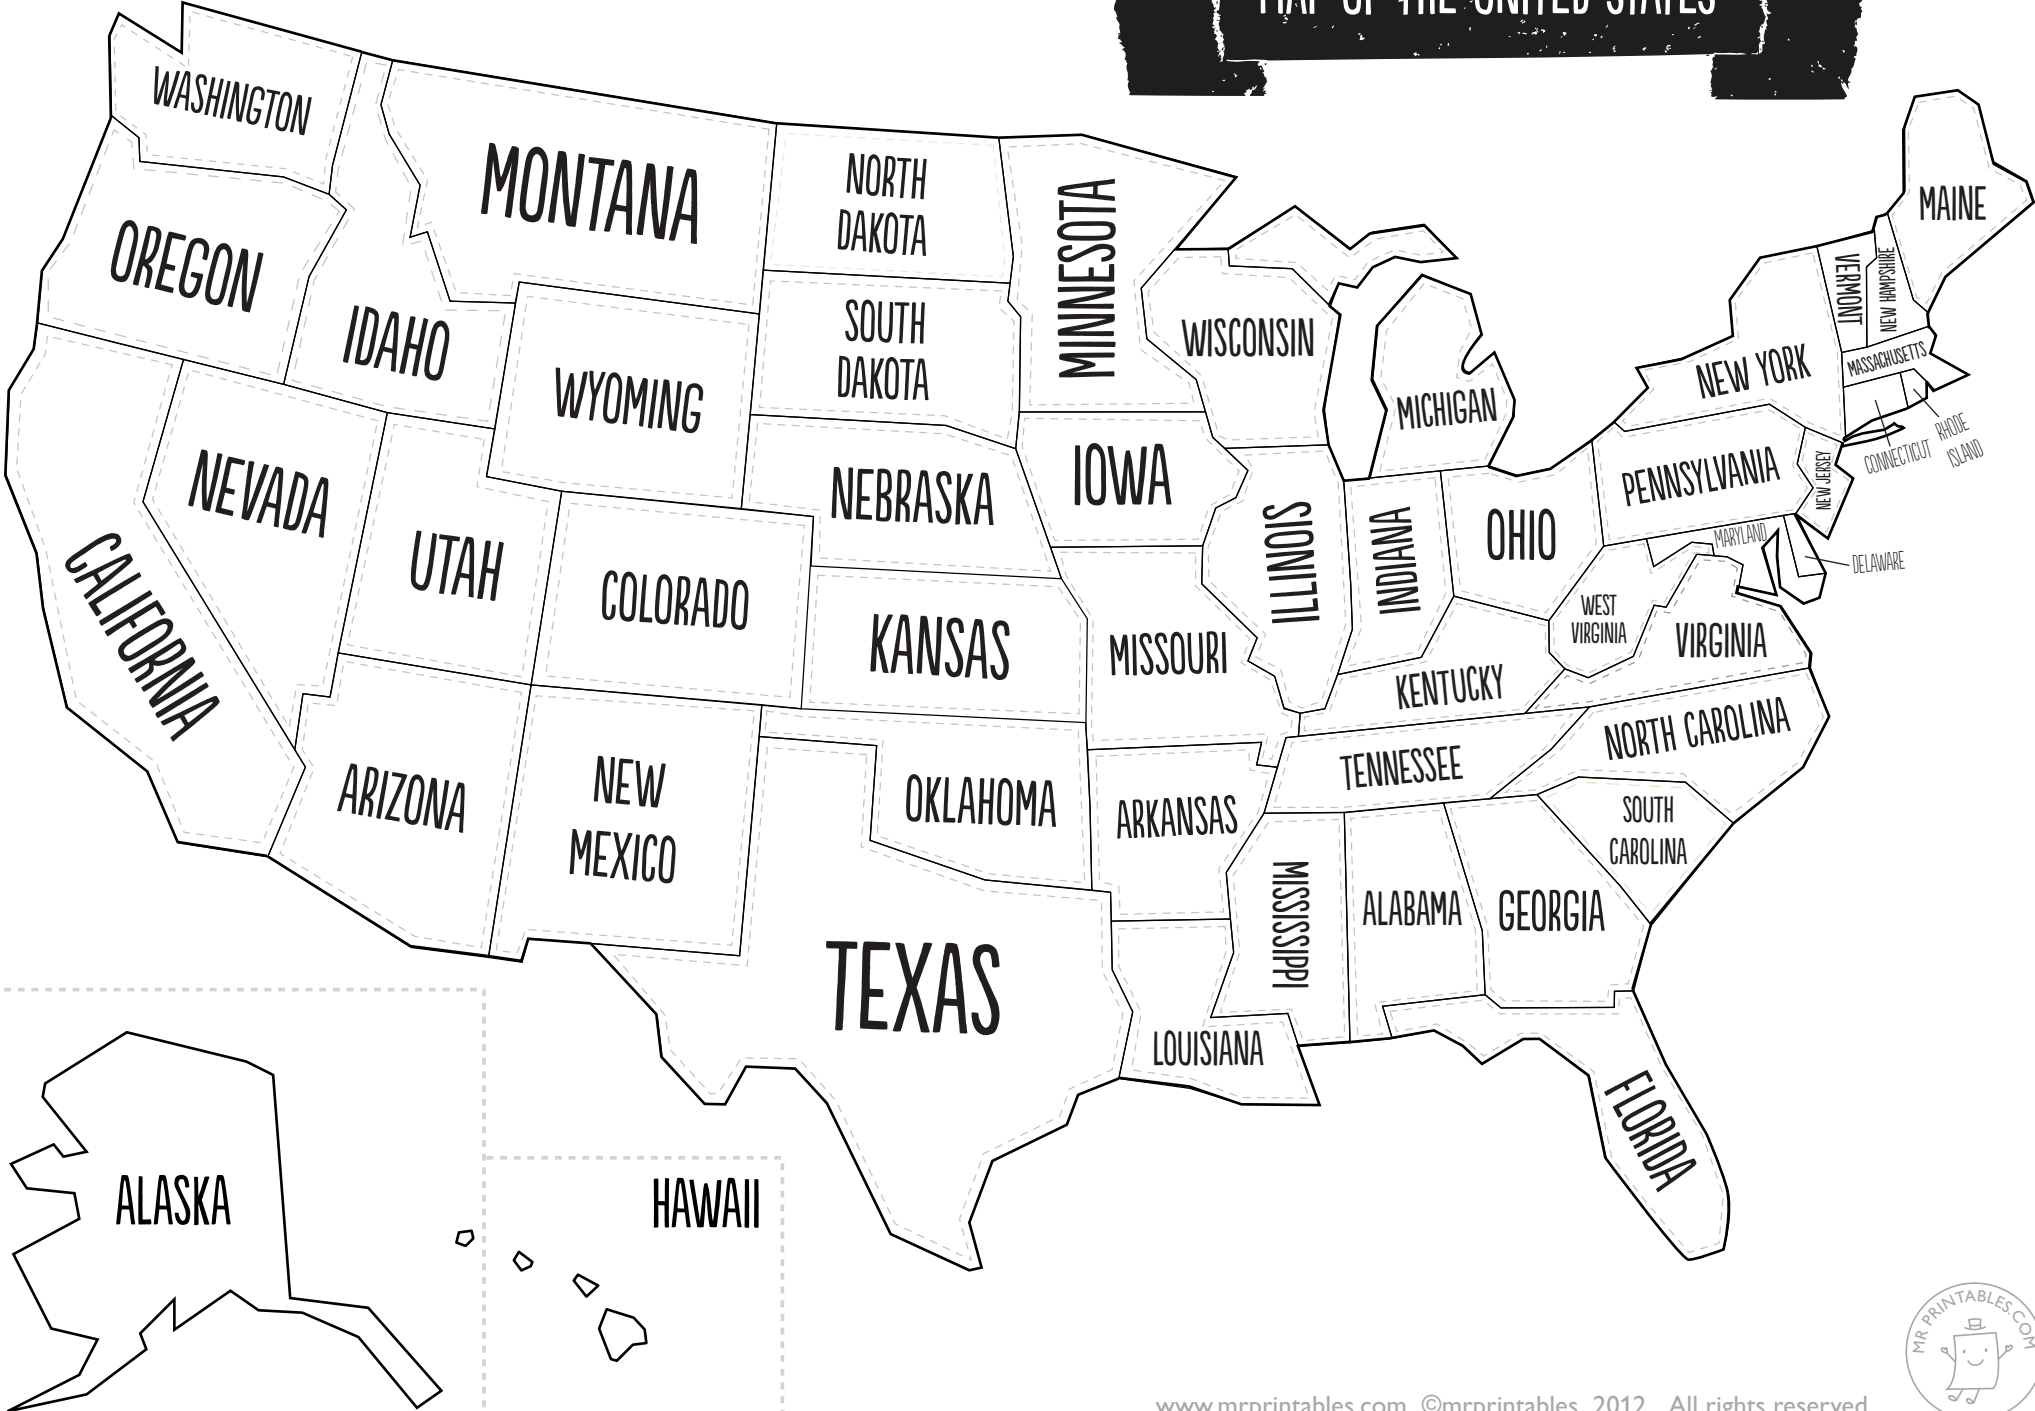 MAP OF THE UNITED STATES
WASHINGTON
MONTANA
NORTH
DAKOTA
MINNESOTA
MAINE
OREGON
IDAHO
WYOMING
SOUTH
DAKOTA
WISCONSIN
MICHIGAN
NEW YORK
VERMONT
NEW HAMPSHIRE
MASSACHUSETTS
CONNECTICUT
RHODE
ISLAND
NEVADA
UTAH
COLORADO
NEBRASKA
IOWA
ILLINOIS
INDIANA
OHIO
PENNSYLVANIA
NEW JERSEY
MARYLAND
DELAWARE
CALIFORNIA
KANSAS
MISSOURI
KENTUCKY
WEST
VIRGINIA
VIRGINIA
ARIZONA
NEW
MEXICO
OKLAHOMA
ARKANSAS
TENNESSEE
NORTH CAROLINA
SOUTH
CAROLINA
TEXAS
LOUISIANA
MISSISSIPPI
ALABAMA
GEORGIA
FLORIDA
ALASKA
HAWAII
MR PRINTABLES.COM
www.mrprintables.com ©mrprintables 2012 All rights reserved